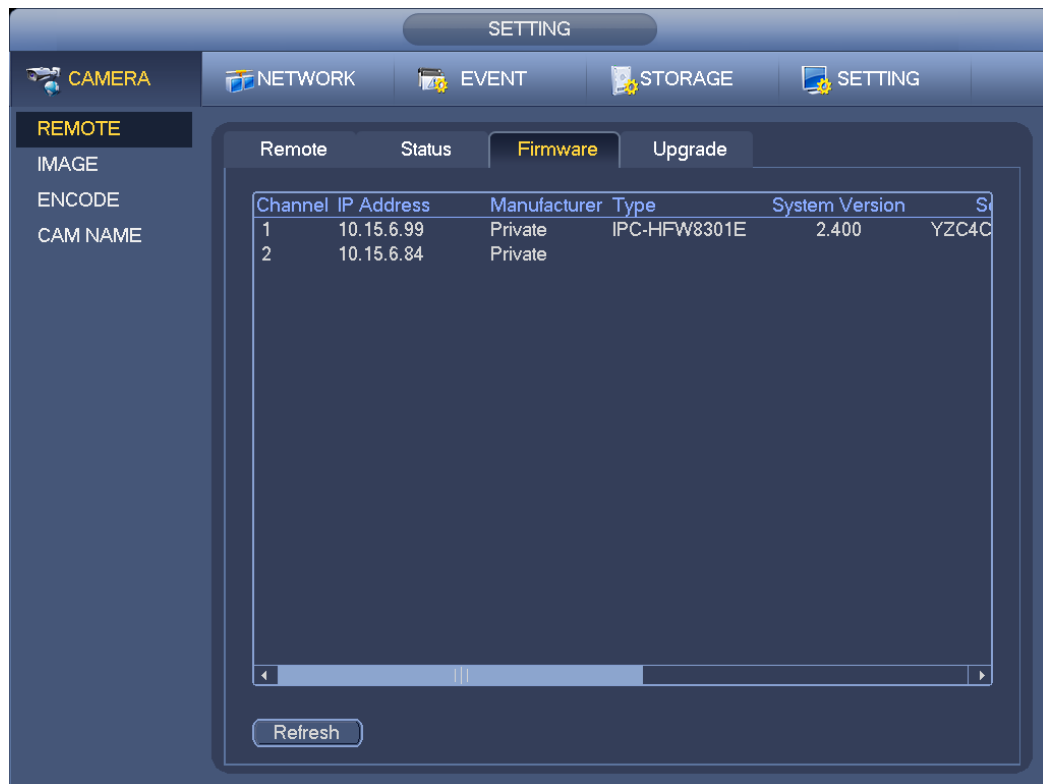 SETTING
CAMERA NETWORK EVENT STORAGE SETTING
REMOTE
IMAGE
ENCODE
CAM NAME
Remote Status Firmware Upgrade
Channel IP Address Manufacturer Type System Version
1 10.15.6.99 Private IPC-HFW8301E 2.400 YZC4C
2 10.15.6.84 Private
Refresh